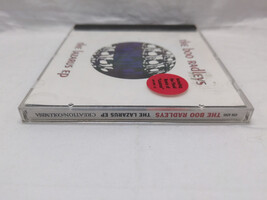 the boo radleys
the lazarus EP
THE BOO RADLEYS THE LAZARUS EP CREATION/COLUMBIA